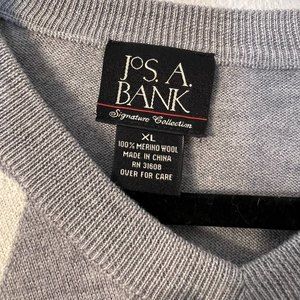 JOS. A.
BANK
Signature Collection
XL
100% MERINO WOOL
MADE IN CHINA
RN 31608
OVER FOR CARE